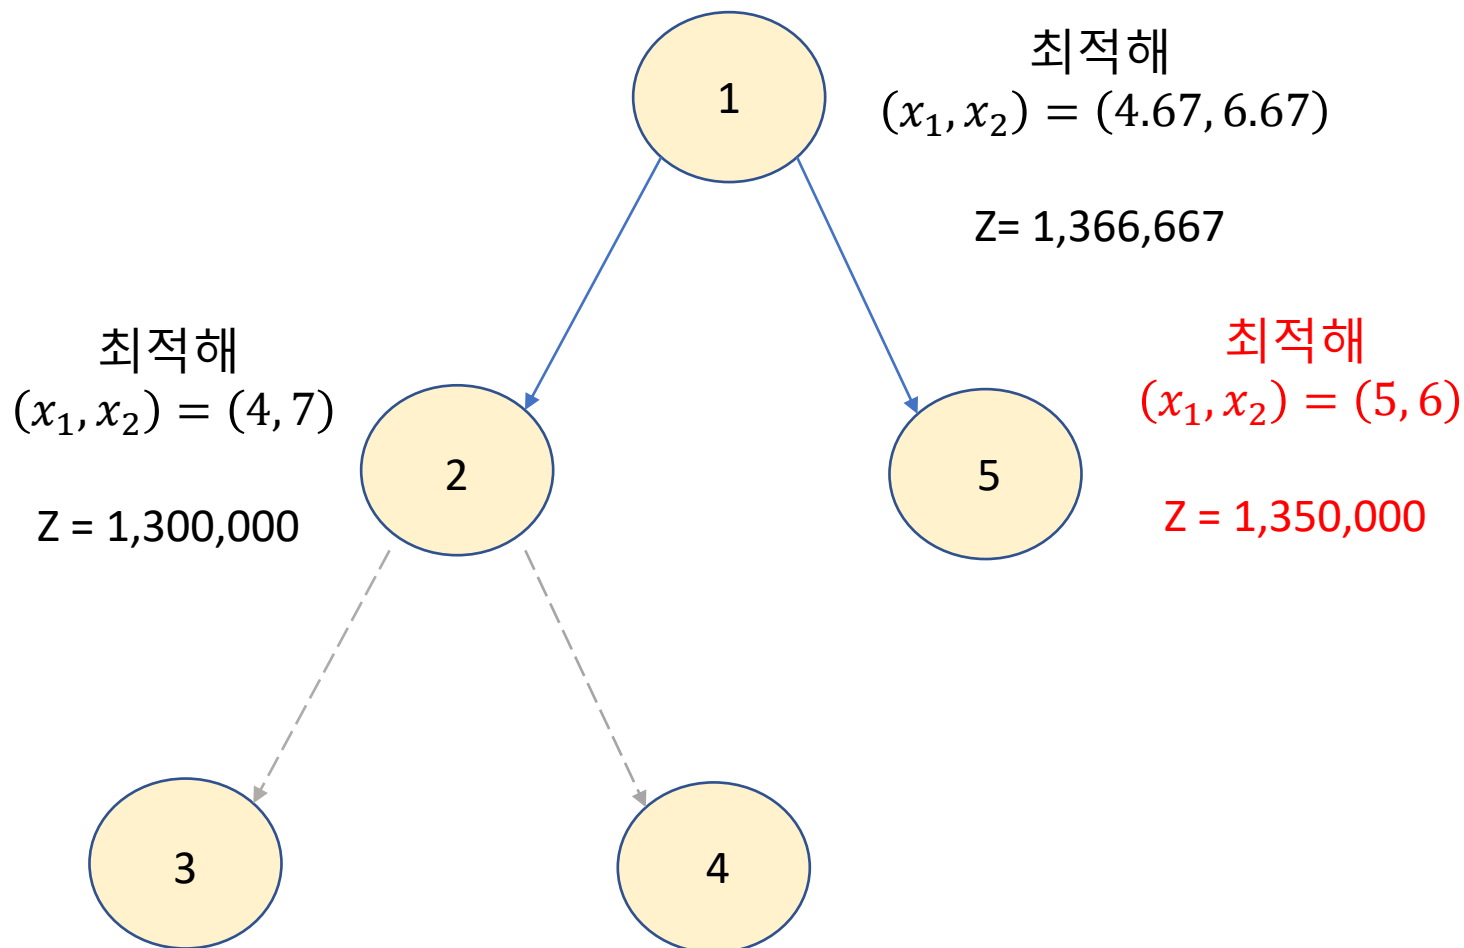 1
최적해
(x₁, x₂) = (4.67, 6.67)
Z= 1,366,667
최적해
(x₁, x₂) = (4, 7)
Z = 1,300,000
2
5
최적해
(x₁, x₂) = (5, 6)
Z = 1,350,000
3
4